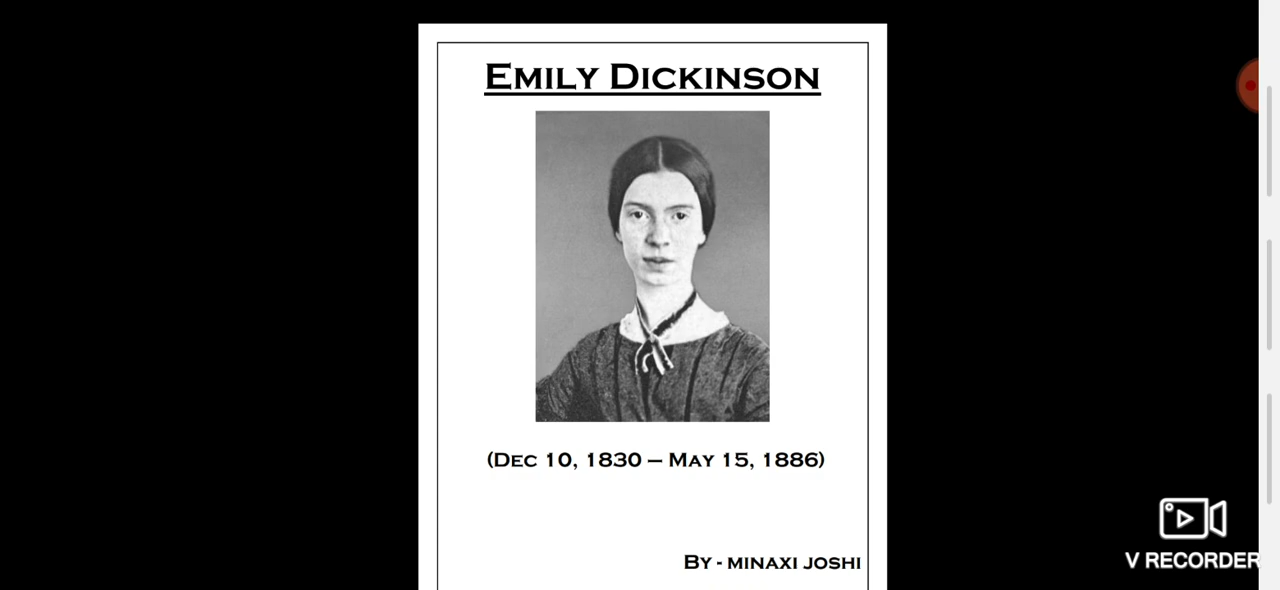 EMILY DICKINSON
(DEC 10, 1830 – MAY 15, 1886)
BY - MINAXI JOSHI
V RECORDER